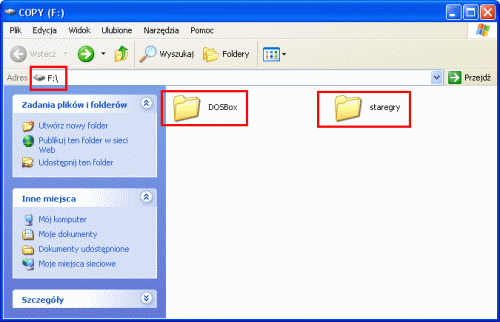 COPY (F:)
Plik Edycja Widok Ulubione Narzędzia Pomoc
Wstecz Wyszukaj Foldery
Adres F:\ Przejdź
Zadania plików i folderów
Utwórz nowy folder
Publikuj ten folder w sieci
Web
Udostępnij ten folder
Inne miejsca
Mój komputer
Moje dokumenty
Dokumenty udostępnione
Moje miejsca sieciowe
Szczegóły
DOSBox staregry